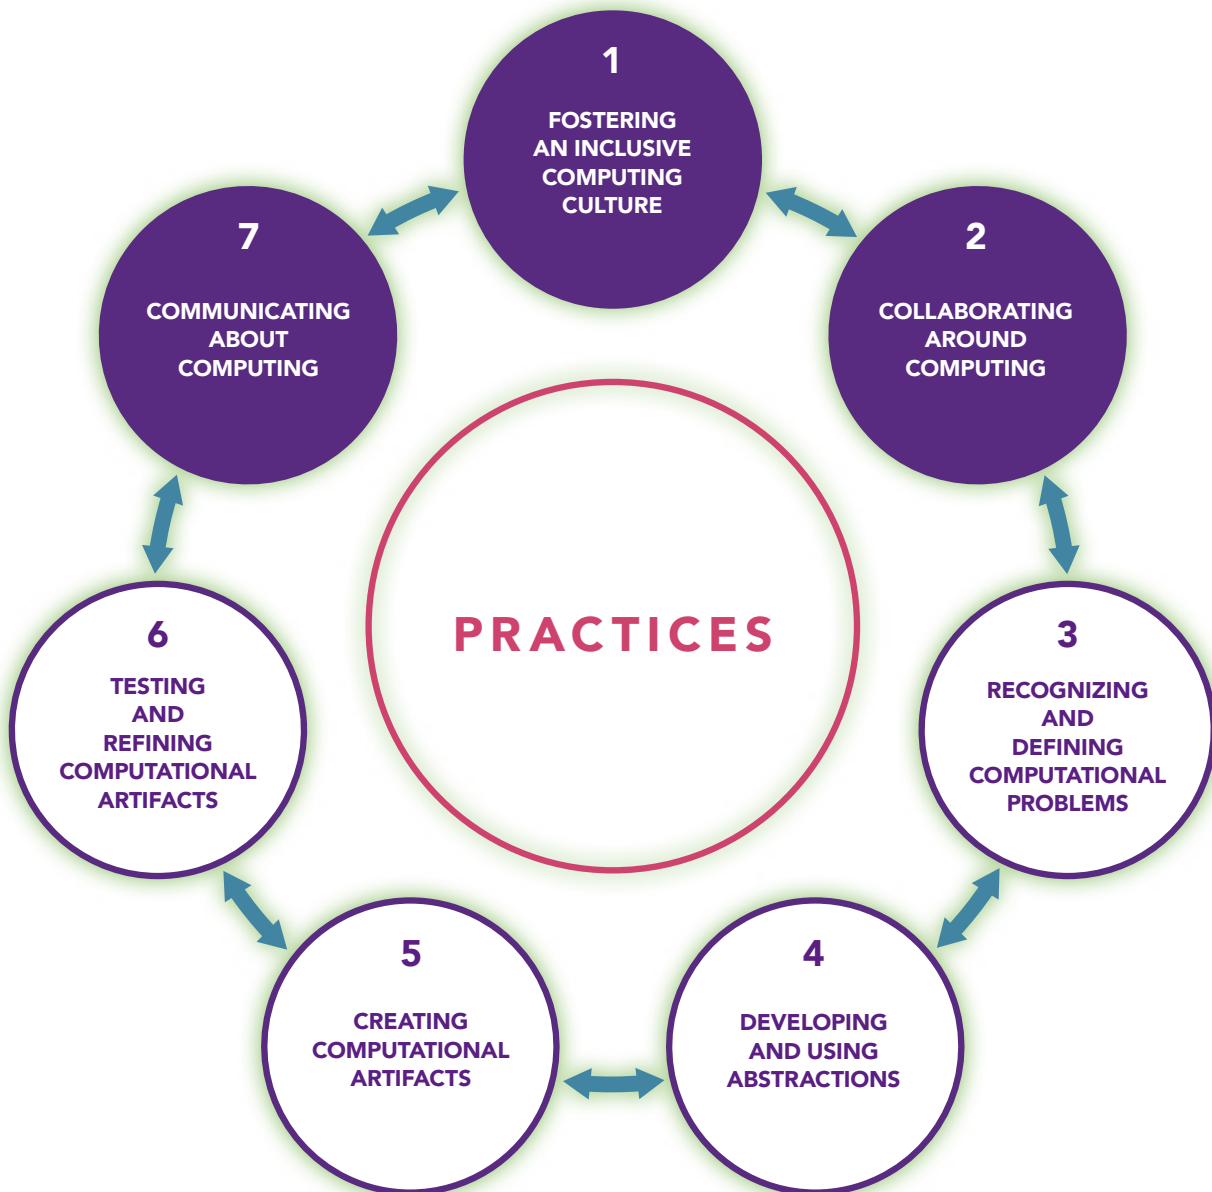 1
FOSTERING
AN INCLUSIVE
COMPUTING
CULTURE
2
COLLABORATING
AROUND
COMPUTING
3
RECOGNIZING
AND
DEFINING
COMPUTATIONAL
PROBLEMS
4
DEVELOPING
AND USING
ABSTRACTIONS
5
CREATING
COMPUTATIONAL
ARTIFACTS
6
TESTING
AND
REFINING
COMPUTATIONAL
ARTIFACTS
7
COMMUNICATING
ABOUT
COMPUTING
PRACTICES